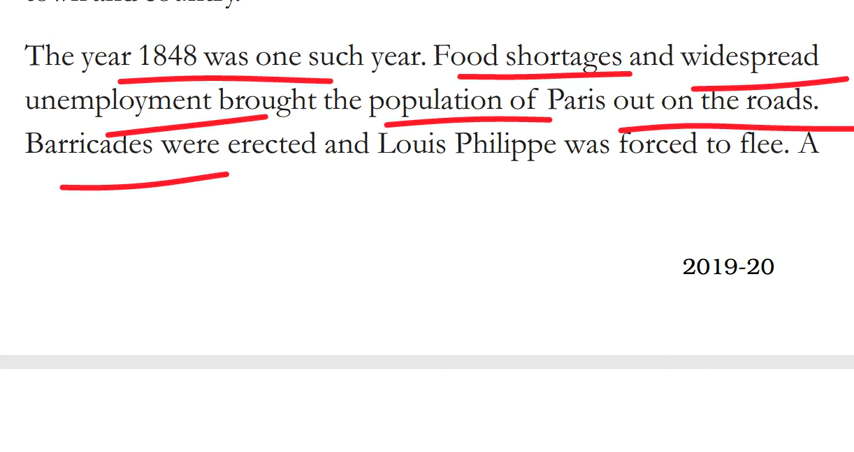 The year 1848 was one such year. Food shortages and widespread
unemployment brought the population of Paris out on the roads.
Barricades were erected and Louis Philippe was forced to flee. A
2019-20